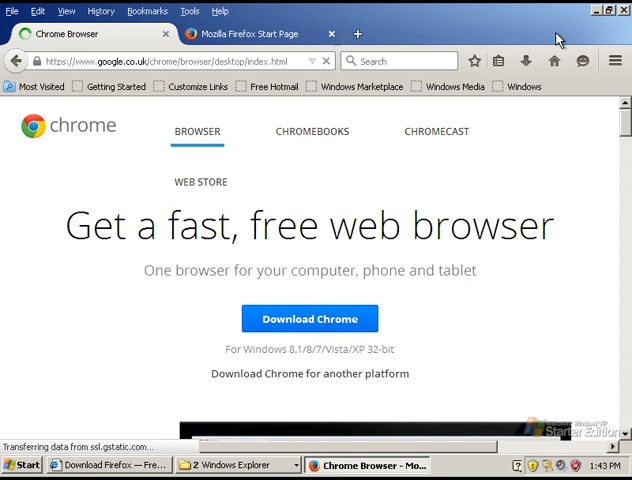 File Edit View History Bookmarks Tools Help
Chrome Browser Mozilla Firefox Start Page
https://www.google.co.uk/chrome/browser/desktop/index.html Search
Most Visited Getting Started Customize Links Free Hotmail Windows Marketplace Windows Media Windows
chrome BROWSER CHROMEBOOKS CHROMECAST
WEB STORE
Get a fast, free web browser
One browser for your computer, phone and tablet
Download Chrome
For Windows 8.1/8/7/Vista/XP 32-bit
Download Chrome for another platform
Starter Edition
Transferring data from ssl.gstatic.com...
Start Download Firefox — Fre... 2 Windows Explorer Chrome Browser - Mo... 1:43 PM